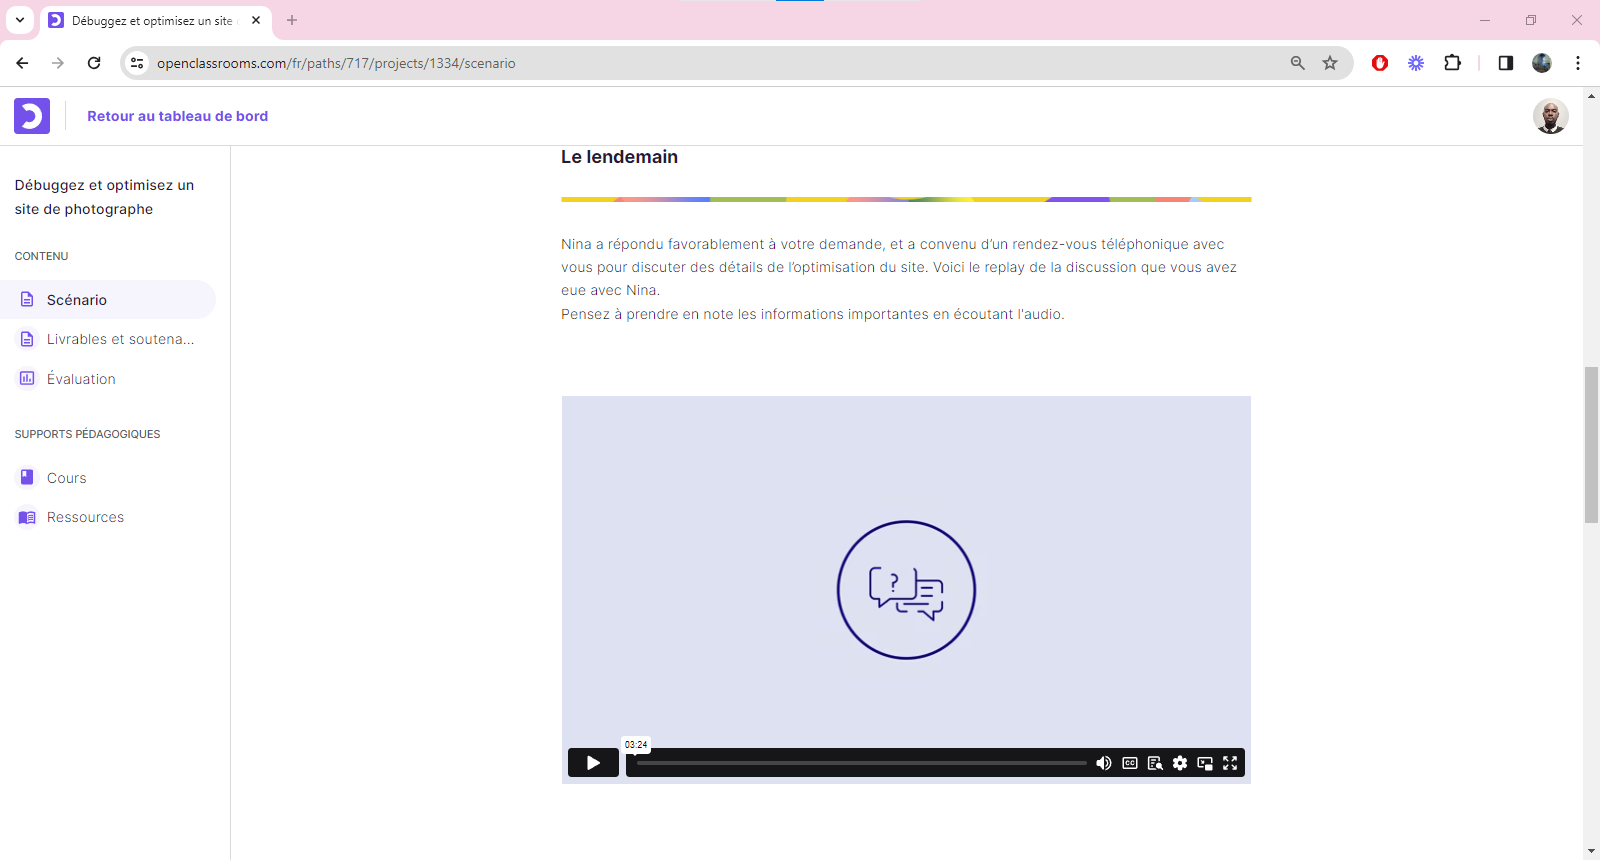 Débuggez et optimisez un site
openclassrooms.com/fr/paths/717/projects/1334/scenario
Retour au tableau de bord
Débuggez et optimisez un
site de photographe
CONTENU
Scénario
Livrables et soutena...
Évaluation
SUPPORTS PÉDAGOGIQUES
Cours
Ressources
Le lendemain
Nina a répondu favorablement à votre demande, et a convenu d’un rendez-vous téléphonique avec
vous pour discuter des détails de l’optimisation du site. Voici le replay de la discussion que vous avez
eue avec Nina.
Pensez à prendre en note les informations importantes en écoutant l'audio.
?
03:24
CC